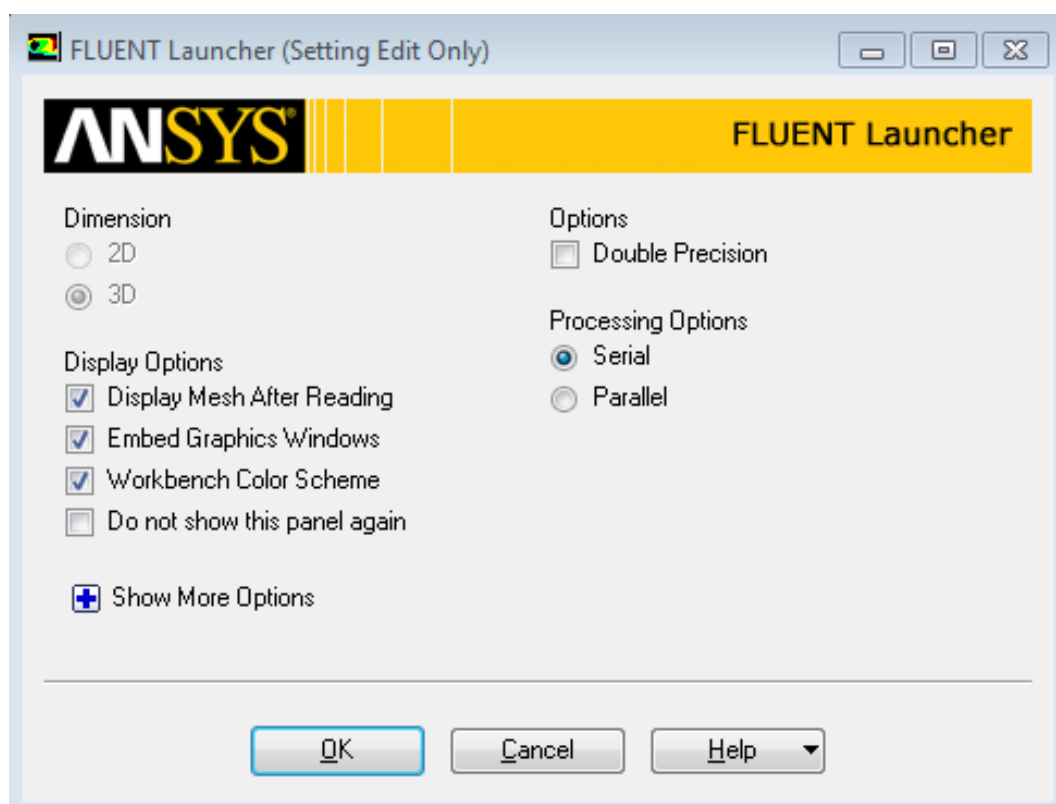 FLUENT Launcher (Setting Edit Only)
ANSYS®
FLUENT Launcher
Dimension
2D
3D
Display Options
Display Mesh After Reading
Embed Graphics Windows
Workbench Color Scheme
Do not show this panel again
Show More Options
Options
Double Precision
Processing Options
Serial
Parallel
OK
Cancel
Help